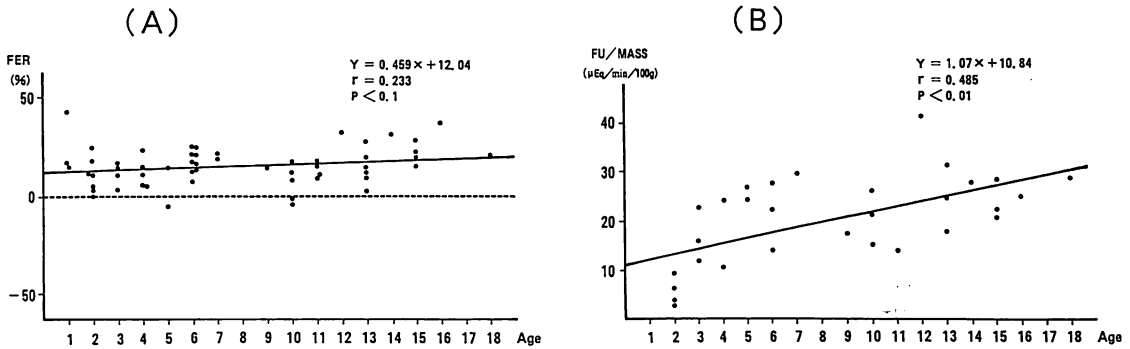 (A)
FER
(%)
Y = 0.459× +12.04
r = 0.233
P < 0.1
50
0
−50
1 2 3 4 5 6 7 8 9 10 11 12 13 14 15 16 17 18 Age
(B)
FU/MASS
(μEq/min/100g)
Y = 1.07× +10.84
r = 0.485
P < 0.01
40
30
20
10
1 2 3 4 5 6 7 8 9 10 11 12 13 14 15 16 17 18 Age